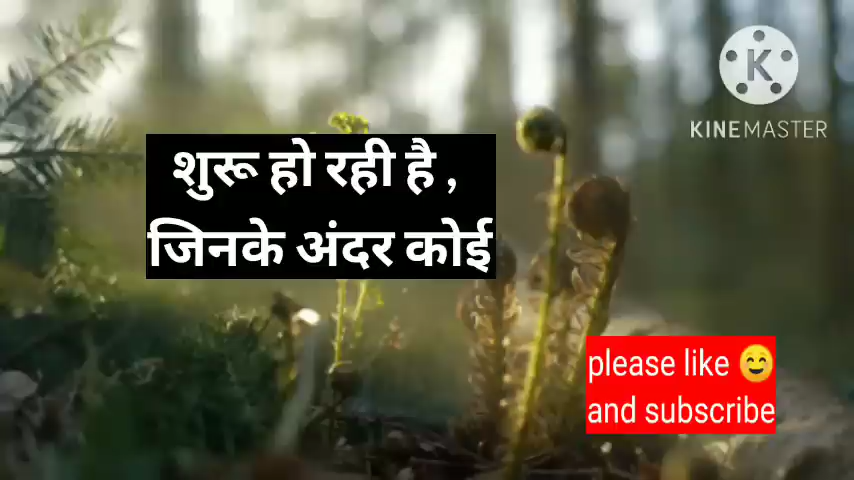 KINEMASTER
शुरू हो रही है ,
जिनके अंदर कोई
please like ☺️
and subscribe